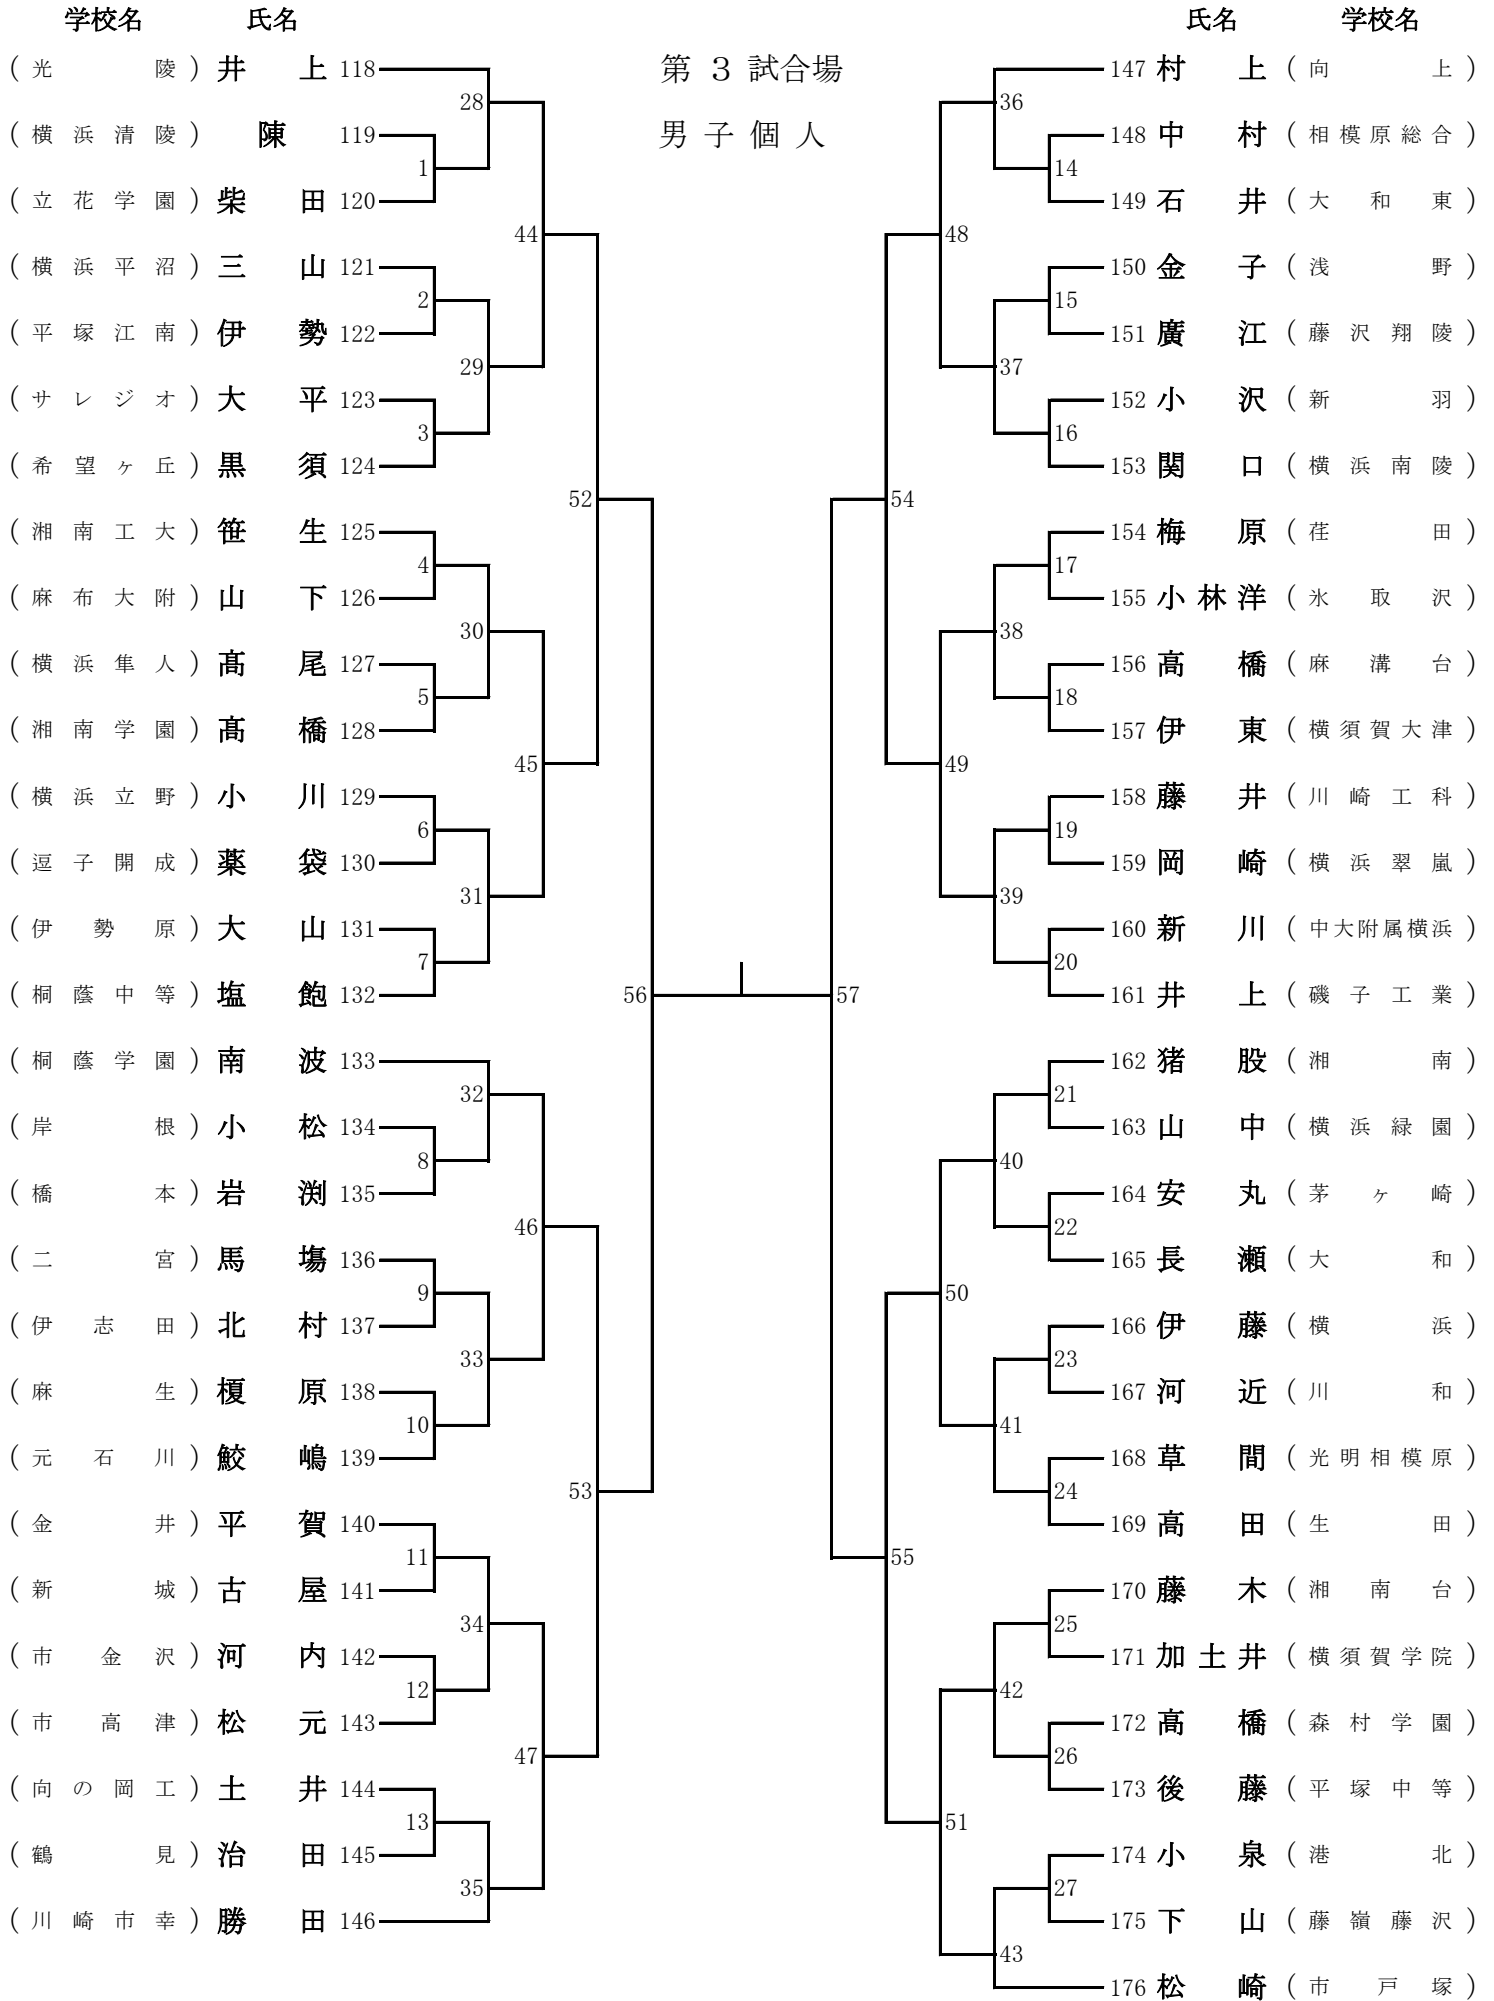 学校名 氏名 氏名 学校名
(光陵) 井上 118 第 3 試合場 147 村上 (向上)
28 36
(横浜清陵) 陳 119 男子個人 148 中村 (相模原総合)
1 14
(立花学園) 柴田 120 149 石井 (大和東)
44 48
(横浜平沼) 三山 121 150 金子 (浅野)
2 15
(平塚江南) 伊勢 122 151 廣江 (藤沢翔陵)
29 37
(サレジオ) 大平 123 152 小沢 (新羽)
3 16
(希望ヶ丘) 黒須 124 153 関口 (横浜南陵)
52 54
(湘南工大) 笹生 125 154 梅原 (荏田)
4 17
(麻布大附) 山下 126 155 小林洋 (氷取沢)
30 38
(横浜隼人) 髙尾 127 156 高橋 (麻溝台)
5 18
(湘南学園) 髙橋 128 157 伊東 (横須賀大津)
45 49
(横浜立野) 小川 129 158 藤井 (川崎工科)
6 19
(逗子開成) 薬袋 130 159 岡崎 (横浜翠嵐)
31 39
(伊勢原) 大山 131 160 新川 (中大附属横浜)
7 20
(桐蔭中等) 塩飽 132 56 57 161 井上 (磯子工業)
(桐蔭学園) 南波 133 162 猪股 (湘南)
32 21
(岸根) 小松 134 163 山中 (横浜緑園)
8 40
(橋本) 岩渕 135 164 安丸 (茅ヶ崎)
46 22
(二宮) 馬塲 136 165 長瀬 (大和)
9 50
(伊志田) 北村 137 166 伊藤 (横浜)
33 23
(麻生) 榎原 138 167 河近 (川和)
10 41
(元石川) 鮫嶋 139 168 草間 (光明相模原)
53 24
(金井) 平賀 140 169 高田 (生田)
11 55
(新城) 古屋 141 170 藤木 (湘南台)
34 25
(市金沢) 河内 142 171 加土井 (横須賀学院)
12 42
(市高津) 松元 143 172 高橋 (森村学園)
47 26
(向の岡工) 土井 144 173 後藤 (平塚中等)
13 51
(鶴見) 治田 145 174 小泉 (港北)
35 27
(川崎市幸) 勝田 146 175 下山 (藤嶺藤沢)
43
176 松崎 (市戸塚)